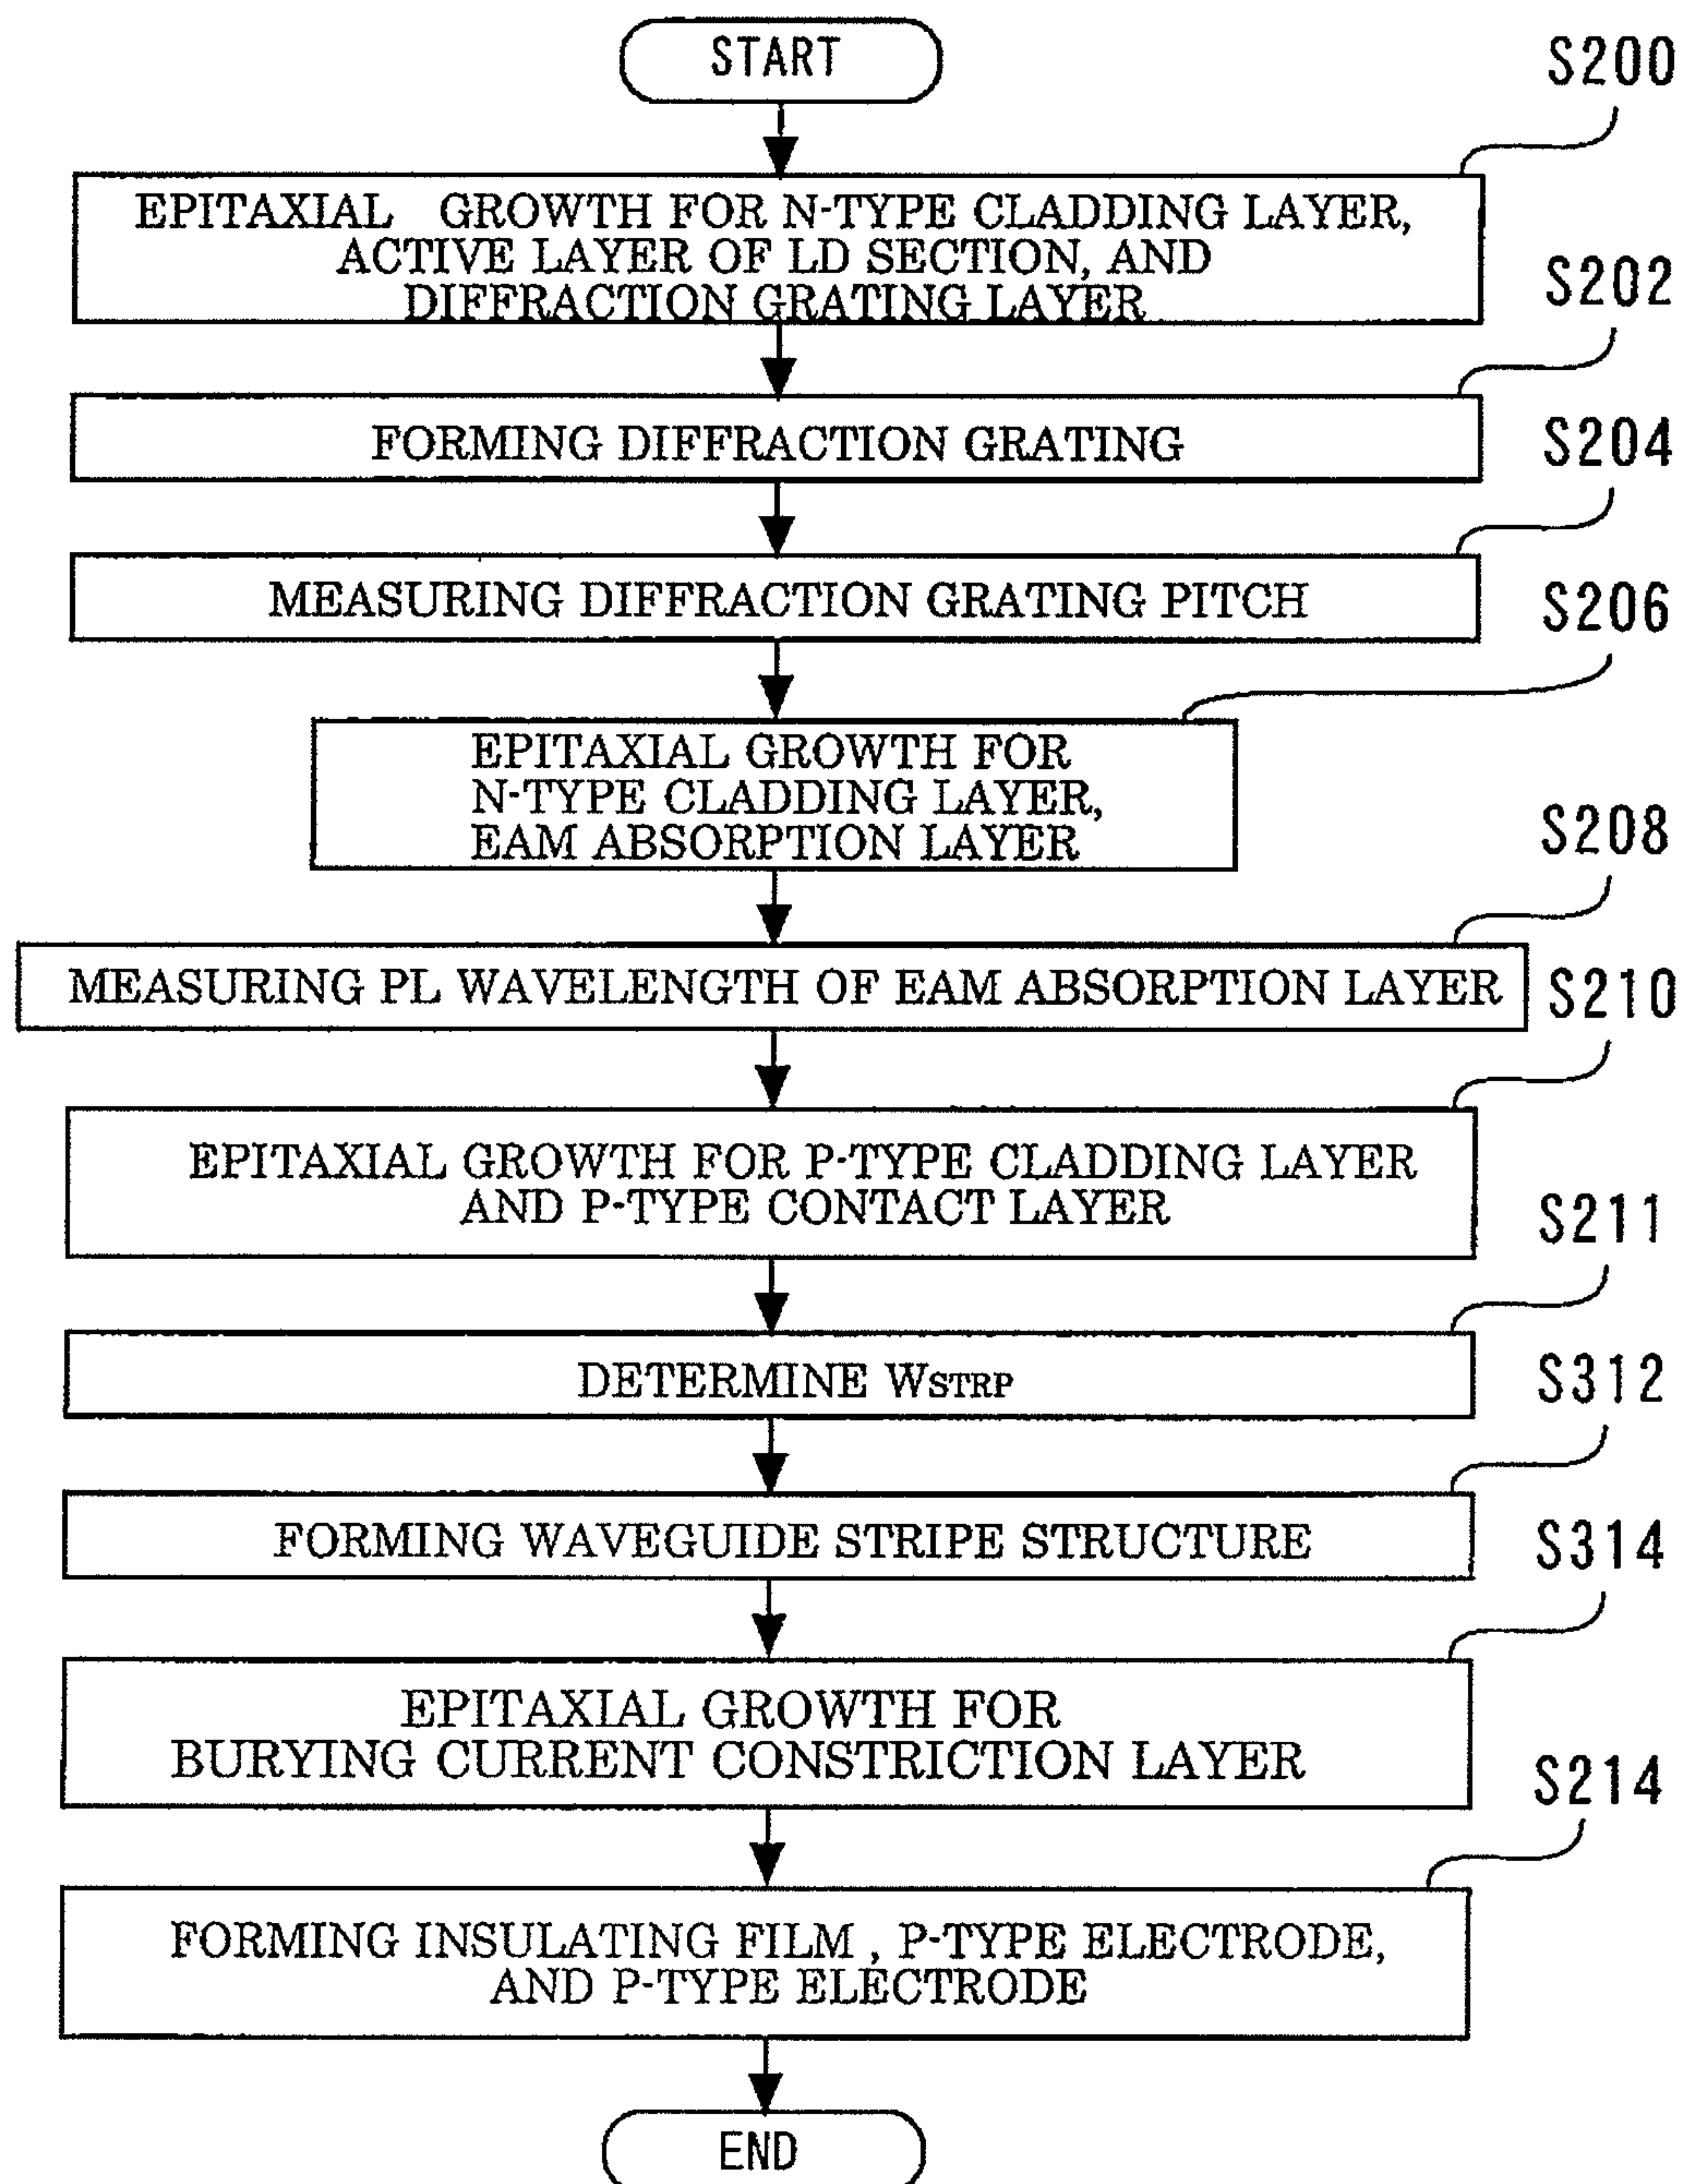 START
S200
EPITAXIAL GROWTH FOR N-TYPE CLADDING LAYER,
ACTIVE LAYER OF LD SECTION, AND
DIFFRACTION GRATING LAYER
S202
FORMING DIFFRACTION GRATING
S204
MEASURING DIFFRACTION GRATING PITCH
S206
EPITAXIAL GROWTH FOR
N-TYPE CLADDING LAYER,
EAM ABSORPTION LAYER
S208
MEASURING PL WAVELENGTH OF EAM ABSORPTION LAYER
S210
EPITAXIAL GROWTH FOR P-TYPE CLADDING LAYER
AND P-TYPE CONTACT LAYER
S211
DETERMINE WSTRP
S312
FORMING WAVEGUIDE STRIPE STRUCTURE
S314
EPITAXIAL GROWTH FOR
BURYING CURRENT CONSTRICTION LAYER
S214
FORMING INSULATING FILM , P-TYPE ELECTRODE,
AND P-TYPE ELECTRODE
END